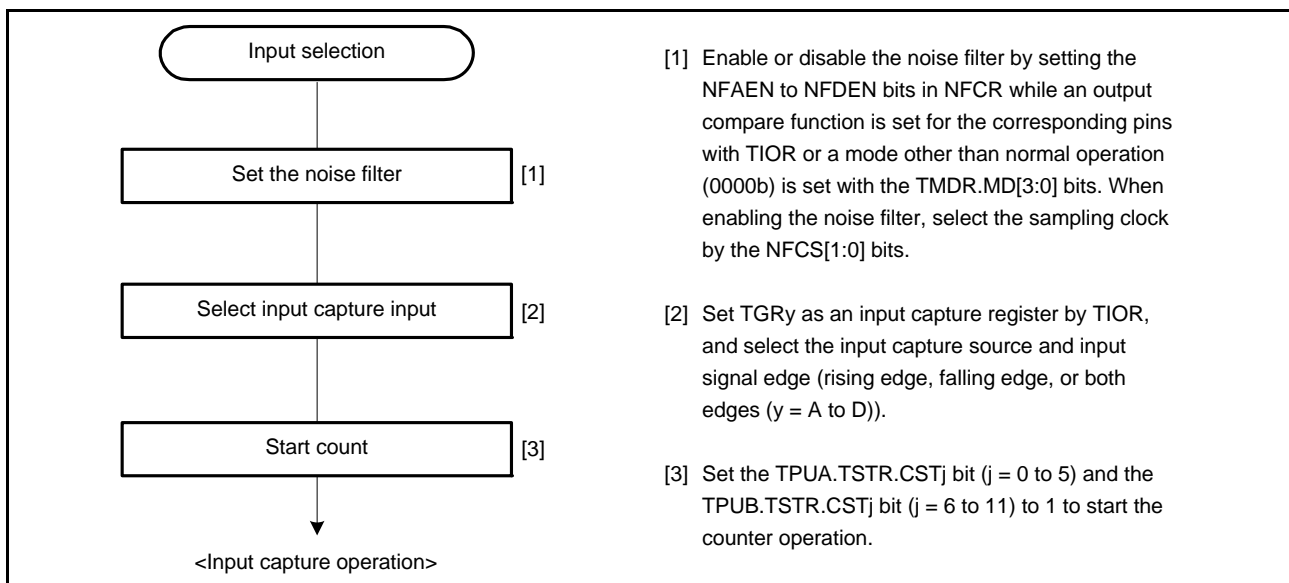 Input selection
Set the noise filter
[1]
Select input capture input
[2]
Start count
[3]
<Input capture operation>
[1] Enable or disable the noise filter by setting the
NFAEN to NFDEN bits in NFCR while an output
compare function is set for the corresponding pins
with TIOR or a mode other than normal operation
(0000b) is set with the TMDR.MD[3:0] bits. When
enabling the noise filter, select the sampling clock
by the NFCS[1:0] bits.
[2] Set TGRy as an input capture register by TIOR,
and select the input capture source and input
signal edge (rising edge, falling edge, or both
edges (y = A to D)).
[3] Set the TPUA.TSTR.CSTj bit (j = 0 to 5) and the
TPUB.TSTR.CSTj bit (j = 6 to 11) to 1 to start the
counter operation.